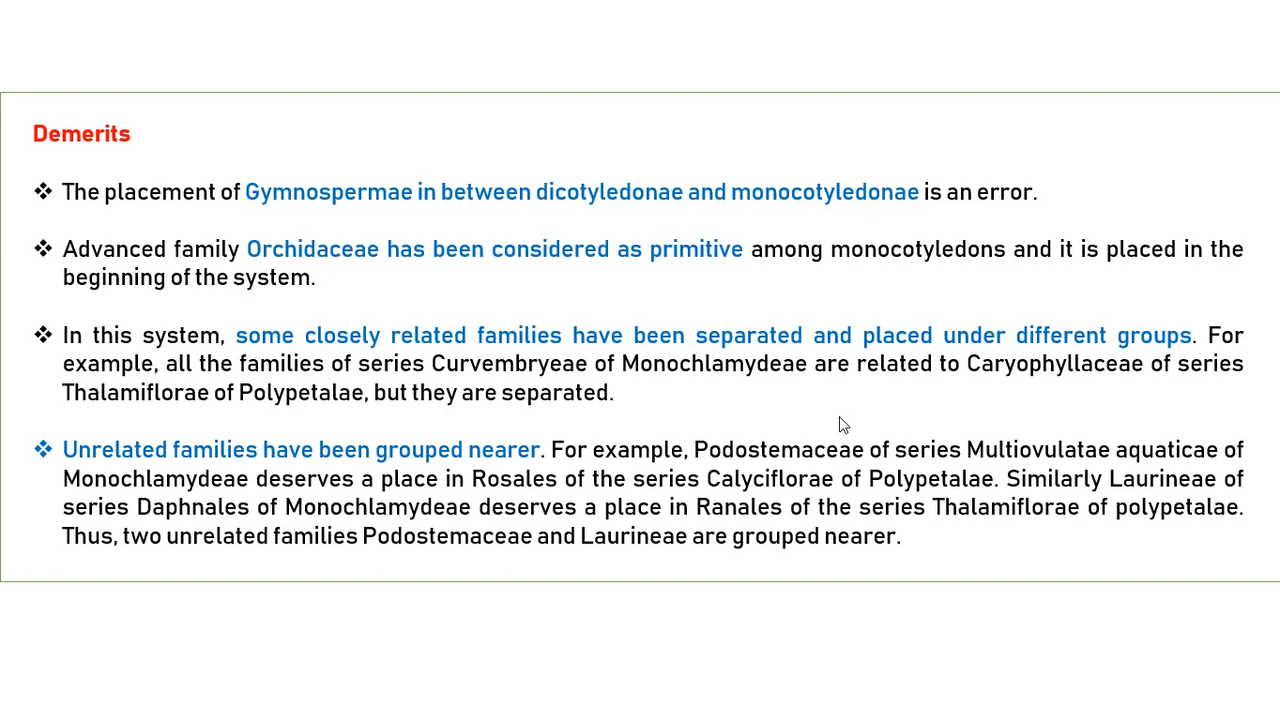 Demerits
❖ The placement of Gymnospermae in between dicotyledonae and monocotyledonae is an error.
❖ Advanced family Orchidaceae has been considered as primitive among monocotyledons and it is placed in the
beginning of the system.
❖ In this system, some closely related families have been separated and placed under different groups. For
example, all the families of series Curvembryeae of Monochlamydeae are related to Caryophyllaceae of series
Thalamiflorae of Polypetalae, but they are separated.
❖ Unrelated families have been grouped nearer. For example, Podostemaceae of series Multiovulatae aquaticae of
Monochlamydeae deserves a place in Rosales of the series Calyciflorae of Polypetalae. Similarly Laurineae of
series Daphnales of Monochlamydeae deserves a place in Ranales of the series Thalamiflorae of polypetalae.
Thus, two unrelated families Podostemaceae and Laurineae are grouped nearer.